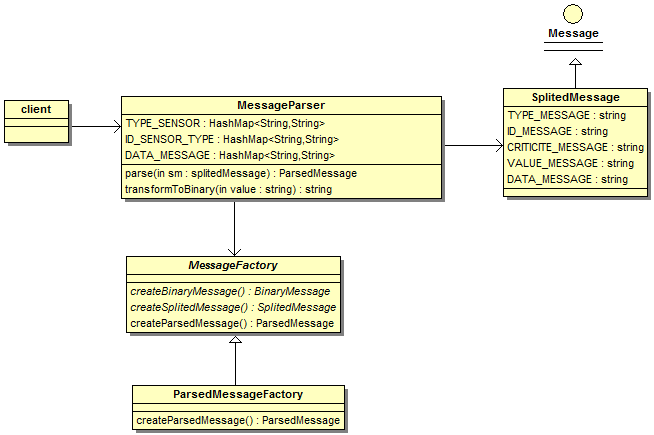 Message
client
MessageParser
TYPE_SENSOR : HashMap<String,String>
ID_SENSOR_TYPE : HashMap<String,String>
DATA_MESSAGE : HashMap<String,String>
parse(in sm : splitedMessage) : ParsedMessage
transformToBinary(in value : string) : string
SplitedMessage
TYPE_MESSAGE : string
ID_MESSAGE : string
CRITICITE_MESSAGE : string
VALUE_MESSAGE : string
DATA_MESSAGE : string
MessageFactory
createBinaryMessage() : BinaryMessage
createSplitedMessage() : SplitedMessage
createParsedMessage() : ParsedMessage
ParsedMessageFactory
createParsedMessage() : ParsedMessage